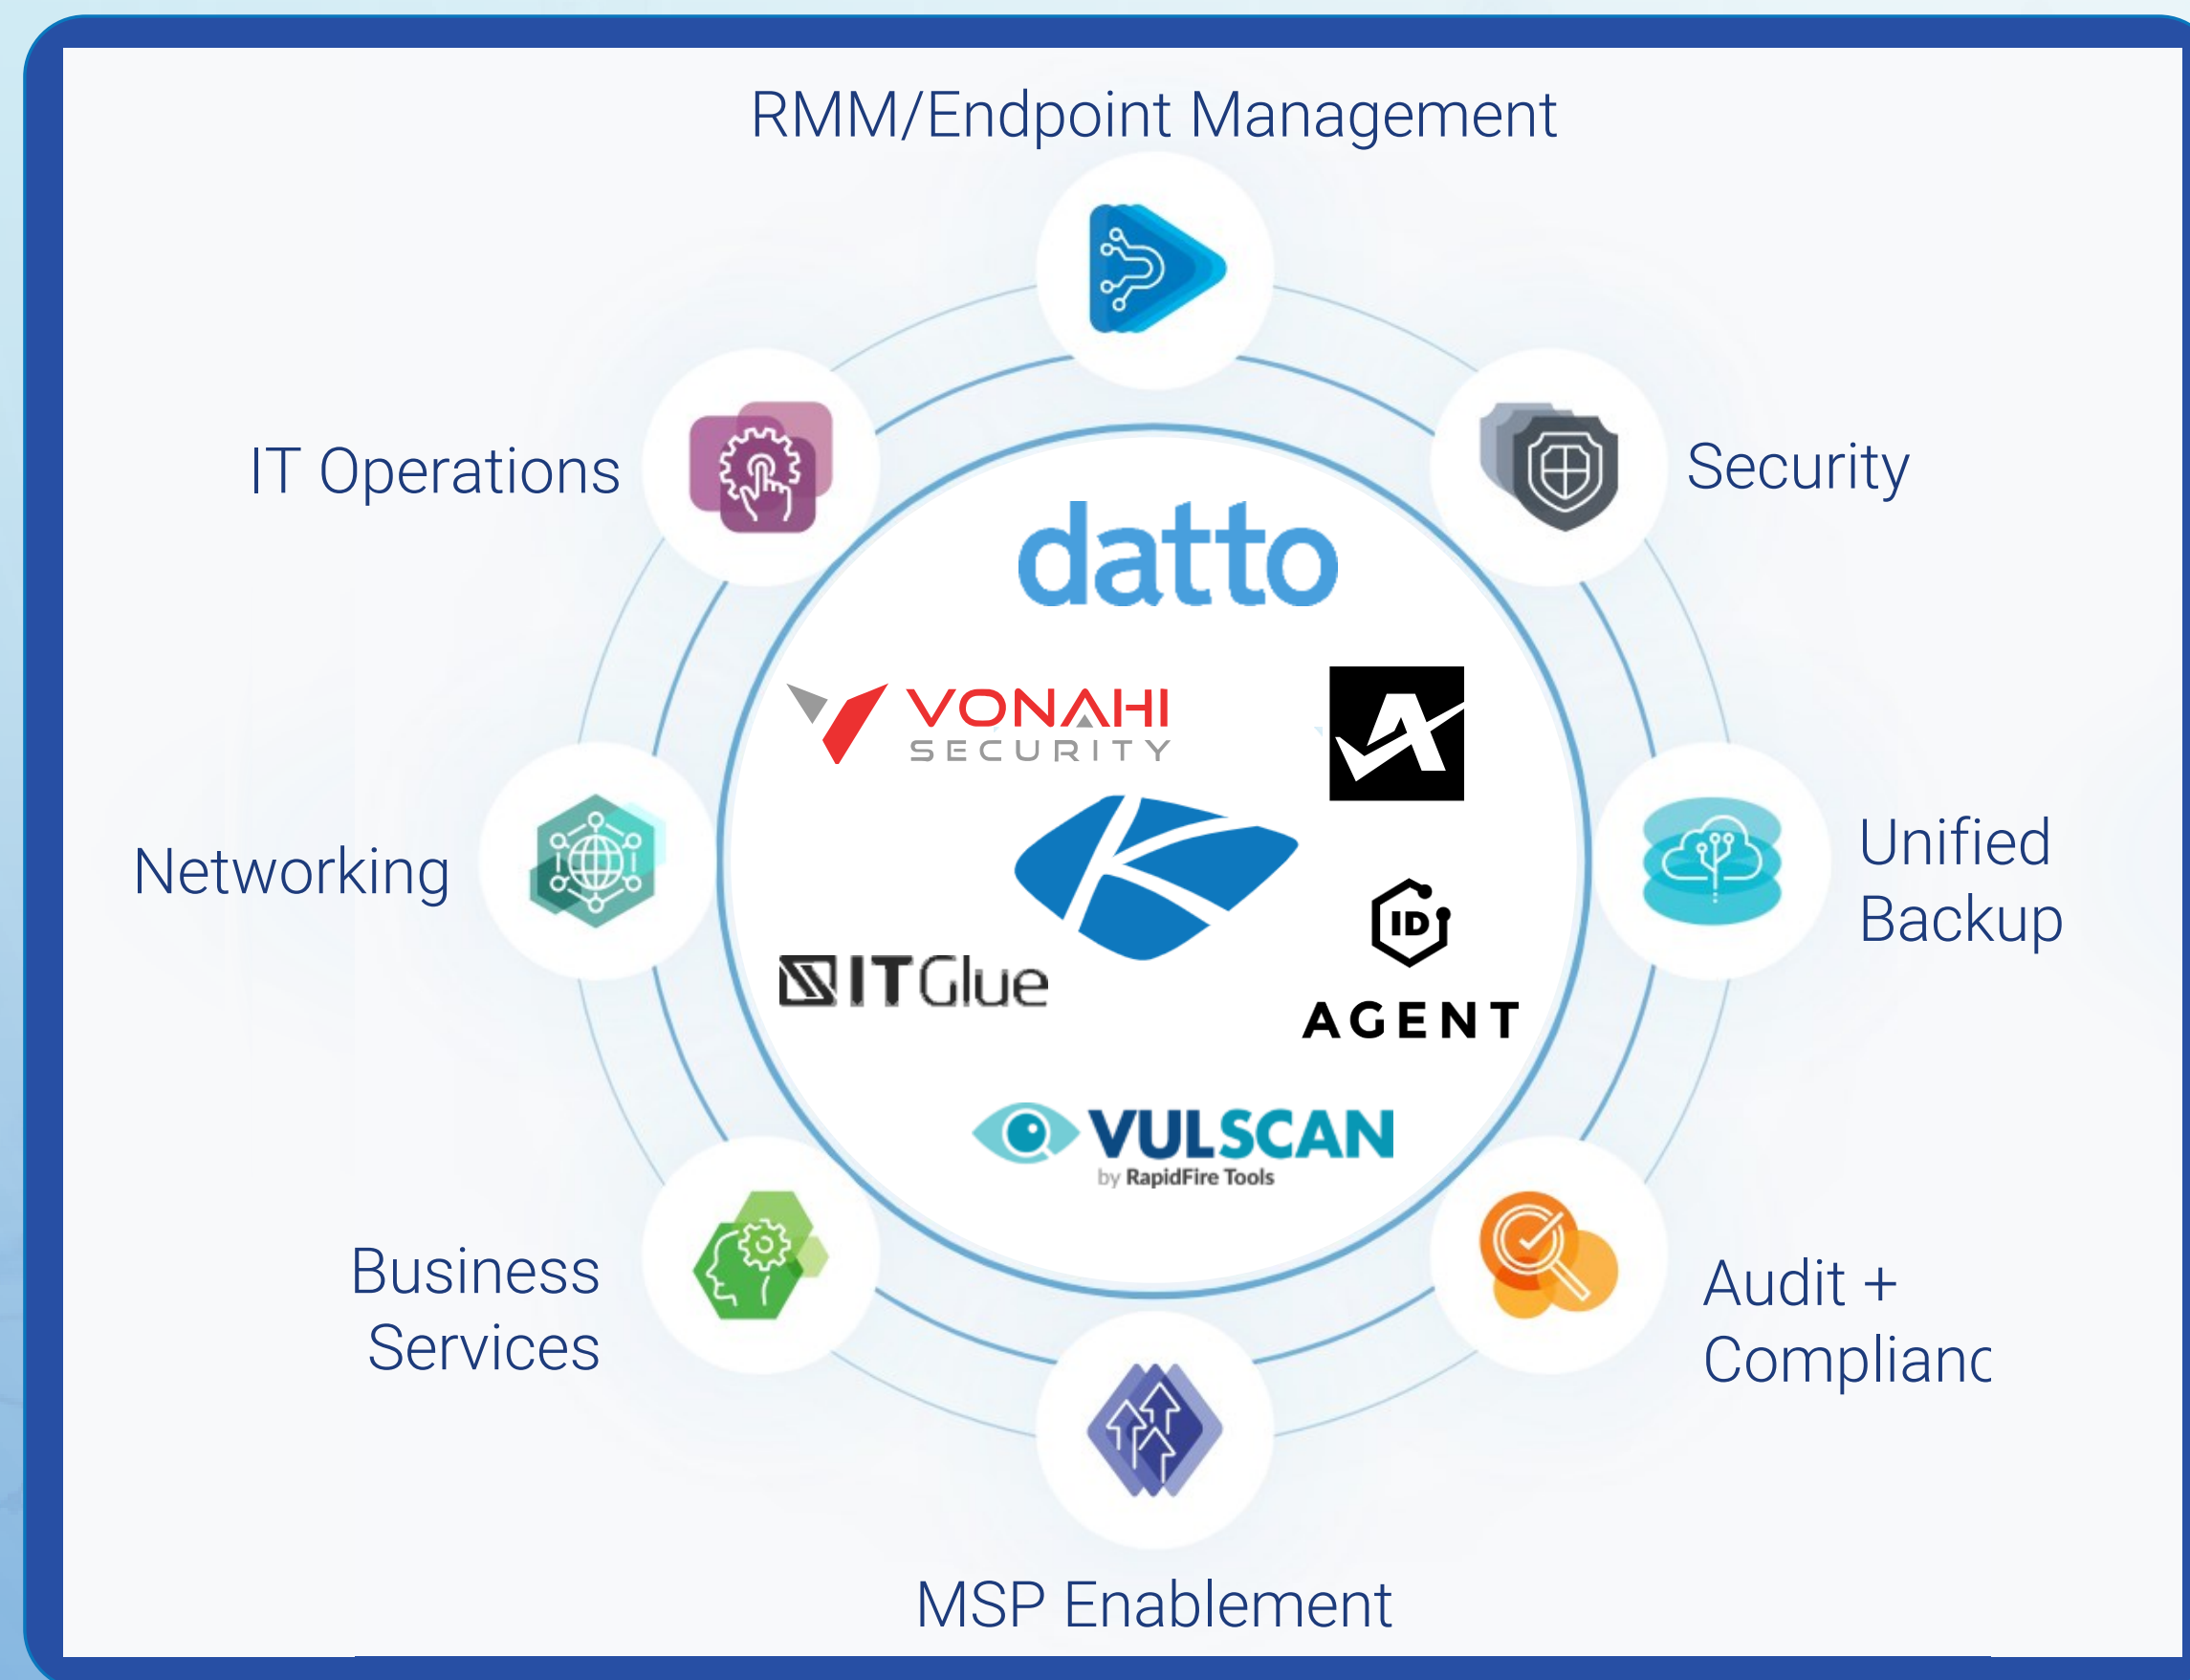 RMM/Endpoint Management
IT Operations
Security
datto
VONAHI
SECURITY
Networking
Unified
Backup
ID
ITGlue
AGENT
VULSCAN
by RapidFire Tools
Business
Services
Audit +
Complianc
MSP Enablement